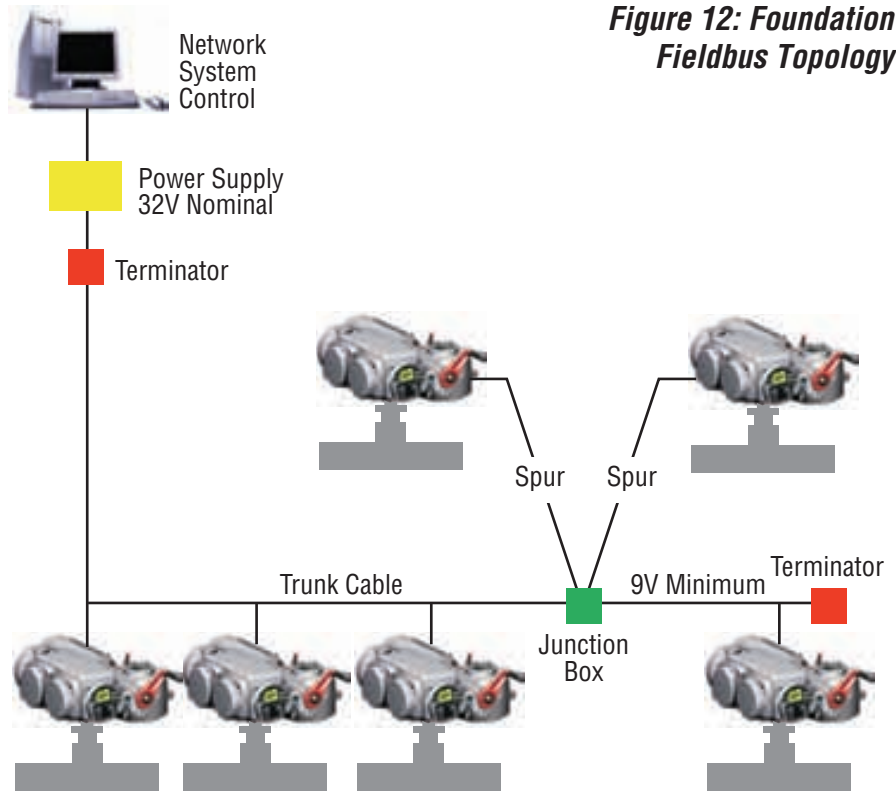 Figure 12: Foundation
Fieldbus Topology
Network
System
Control
Power Supply
32V Nominal
Terminator
Spur
Spur
Trunk Cable
9V Minimum
Terminator
Junction
Box